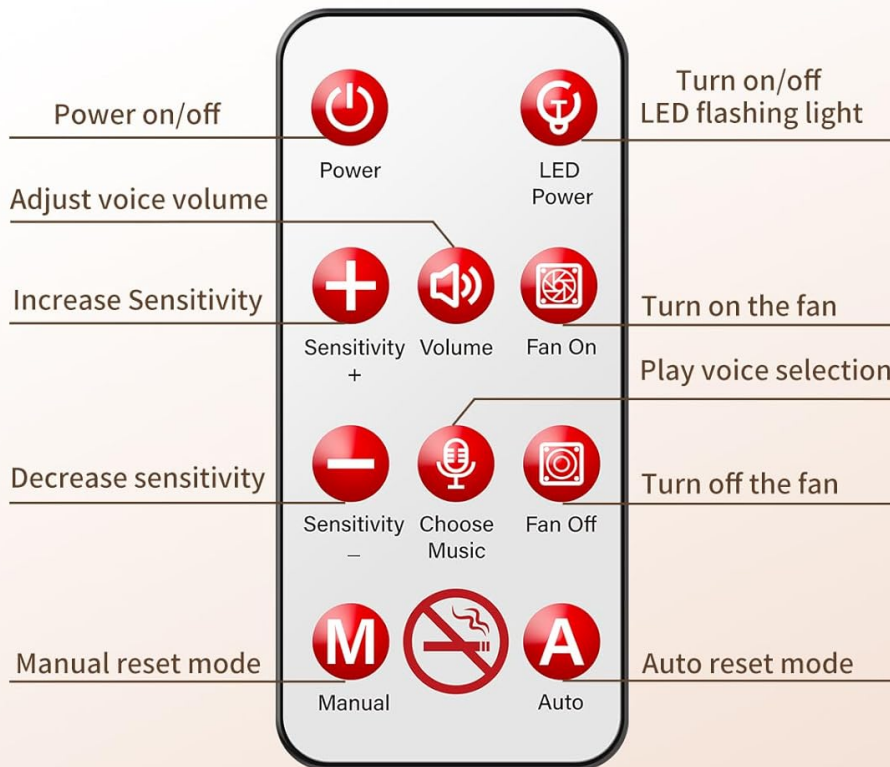 Turn on/off
Power on/off
LED flashing light
Power
LED
Power
Adjust voice volume
Increase Sensitivity
Turn on the fan
Sensitivity
+
Volume
Fan On
Play voice selection
Decrease sensitivity
Turn off the fan
Sensitivity
–
Choose
Music
Fan Off
M
A
Manual reset mode
Auto reset mode
Manual
Auto